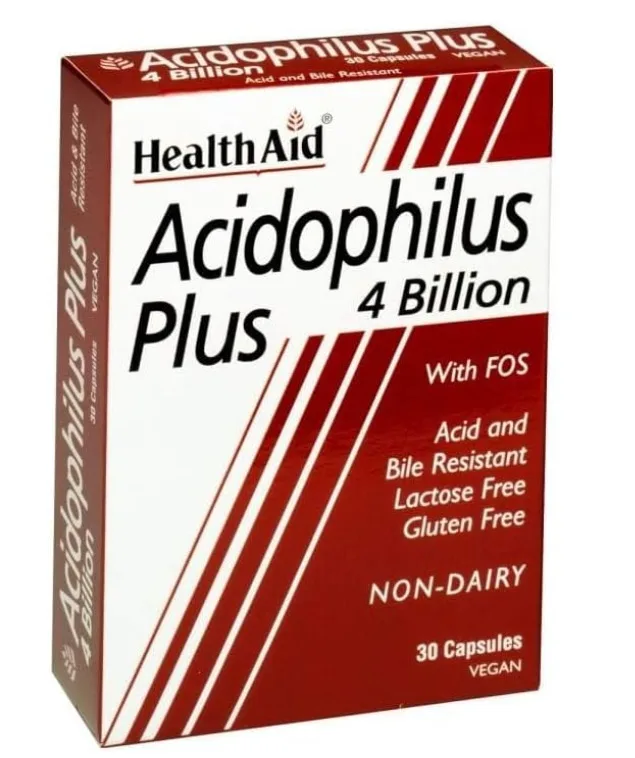 Acidophilus Plus
4 Billion
30 Capsules
VEGAN
Acid and Bile Resistant
HealthAid®
Acidophilus
Plus
4 Billion
With FOS
Acid and
Bile Resistant
Lactose Free
Gluten Free
NON-DAIRY
30 Capsules
VEGAN
Acidophilus Plus
4 Billion
30 Capsules
VEGAN
Acid & Bile
Resistant